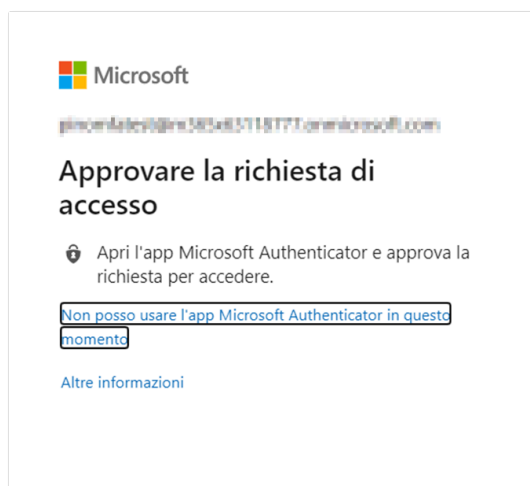 Microsoft
Approvare la richiesta di
accesso
Apri l'app Microsoft Authenticator e approva la
richiesta per accedere.
Non posso usare l'app Microsoft Authenticator in questo
momento
Altre informazioni